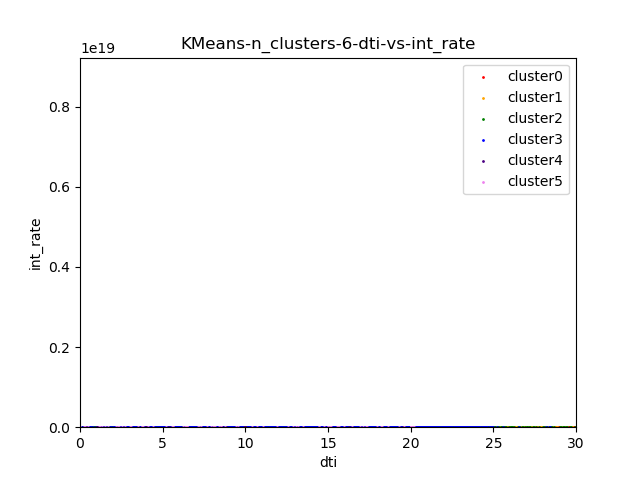 KMeans-n_clusters-6-dti-vs-int_rate
1e19
0.8
0.6
0.4
0.2
0.0
int_rate
0 5 10 15 20 25 30
dti
cluster0
cluster1
cluster2
cluster3
cluster4
cluster5